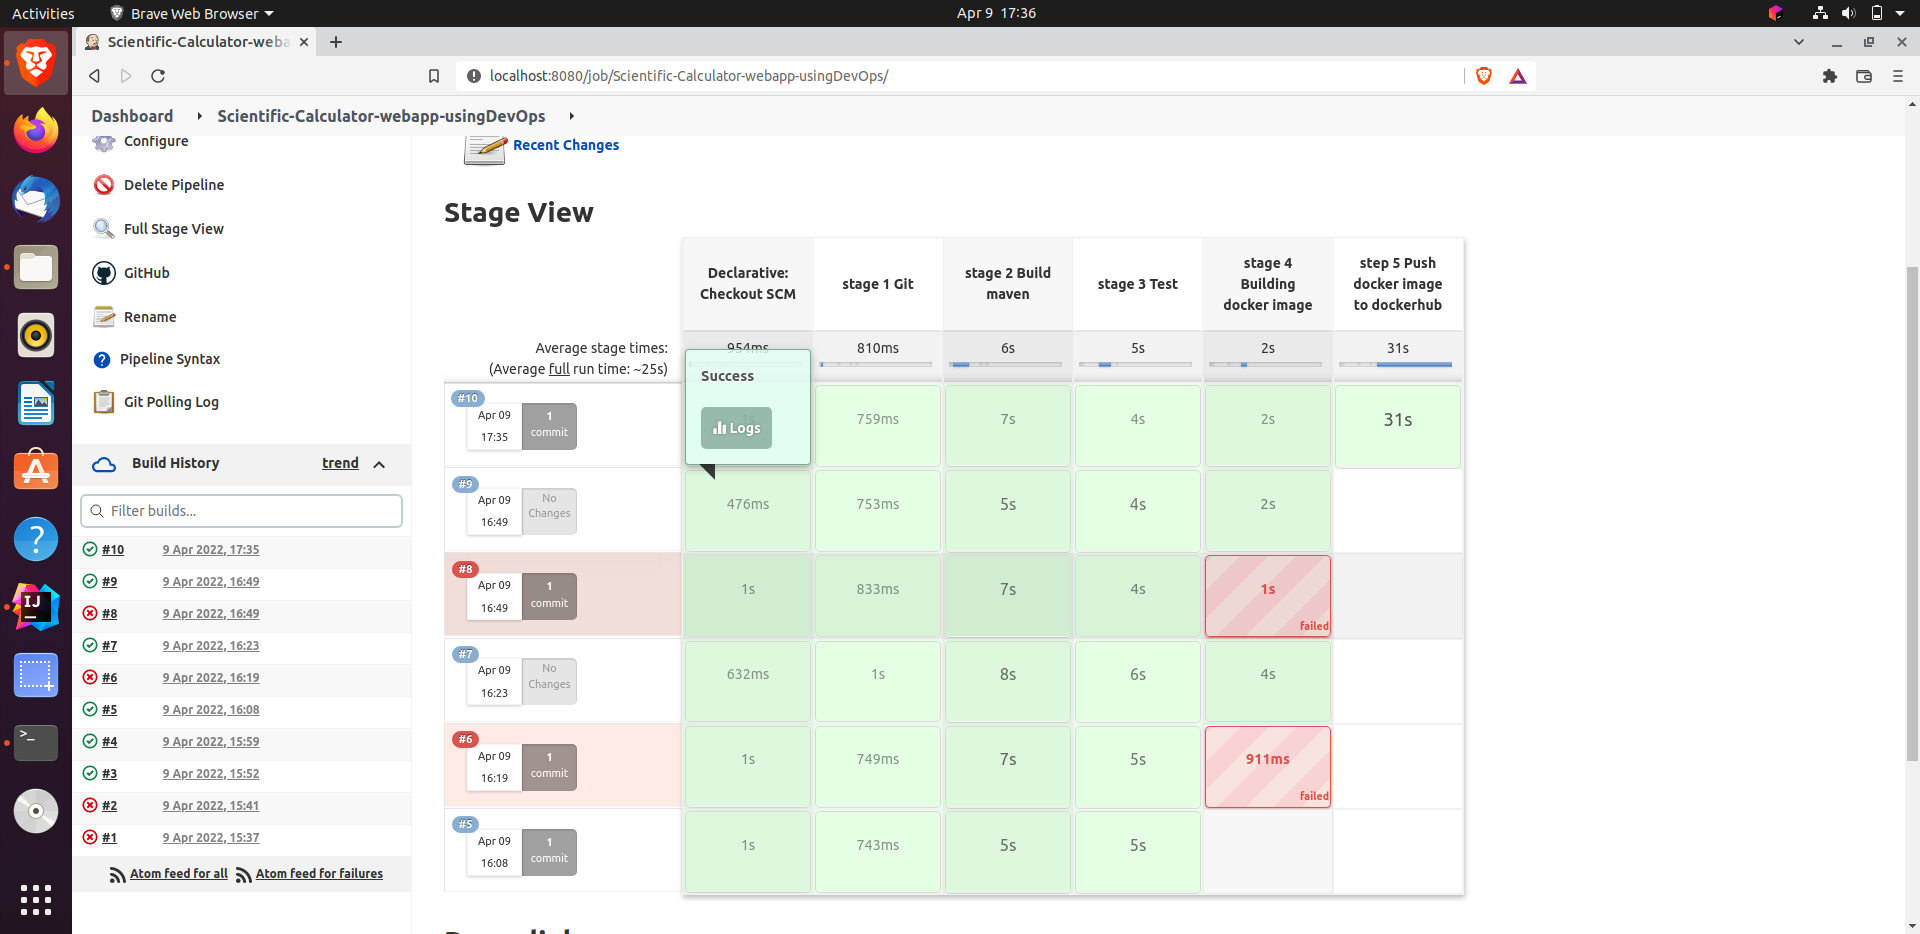 Activities
Brave Web Browser
Apr 9 17:36
Scientific-Calculator-weba
localhost:8080/job/Scientific-Calculator-webapp-usingDevOps/
Dashboard
Scientific-Calculator-webapp-usingDevOps
Configure
Delete Pipeline
Full Stage View
GitHub
Rename
Pipeline Syntax
Git Polling Log
Build History
trend
Filter builds...
#10 9 Apr 2022, 17:35
#9 9 Apr 2022, 16:49
#8 9 Apr 2022, 16:49
#7 9 Apr 2022, 16:23
#6 9 Apr 2022, 16:19
#5 9 Apr 2022, 16:08
#4 9 Apr 2022, 15:59
#3 9 Apr 2022, 15:52
#2 9 Apr 2022, 15:41
#1 9 Apr 2022, 15:37
Atom feed for all
Atom feed for failures
Recent Changes
Stage View
Declarative:
Checkout SCM
stage 1 Git
stage 2 Build
maven
stage 3 Test
stage 4
Building
docker image
step 5 Push
docker image
to dockerhub
Average stage times:
(Average full run time: ~25s)
954ms
810ms
6s
5s
2s
31s
Success
Logs
#10
Apr 09
17:35
1
commit
1s
759ms
7s
4s
2s
31s
#9
Apr 09
16:49
No
Changes
476ms
753ms
5s
4s
2s
#8
Apr 09
16:49
1
commit
1s
833ms
7s
4s
1s
failed
#7
Apr 09
16:23
No
Changes
632ms
1s
8s
6s
4s
#6
Apr 09
16:19
1
commit
1s
749ms
7s
5s
911ms
failed
#5
Apr 09
16:08
1
commit
1s
743ms
5s
5s